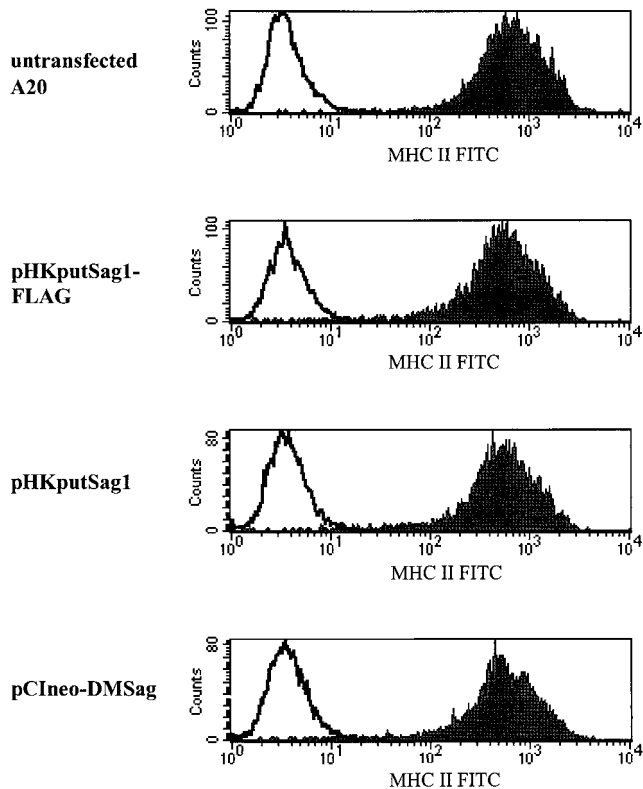 untransfected
A20
Counts
100
0
10^0 10^1 10^2 10^3 10^4
MHC II FITC
pHKputSag1-
FLAG
Counts
100
0
10^0 10^1 10^2 10^3 10^4
MHC II FITC
pHKputSag1
Counts
80
0
10^0 10^1 10^2 10^3 10^4
MHC II FITC
pCIneo-DMSag
Counts
80
0
10^0 10^1 10^2 10^3 10^4
MHC II FITC